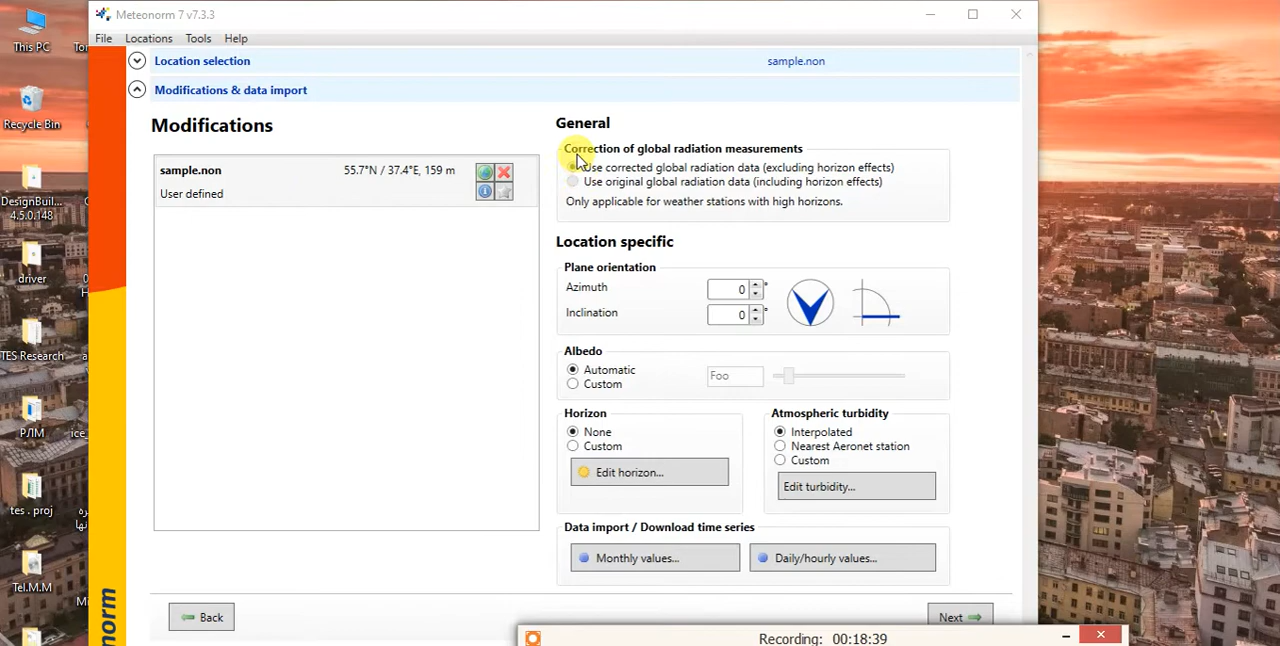 This PC
Tor
Recycle Bin
DesignBuil...
4.5.0.148
driver
TES Research
РЛМ
ice_
tes . proj
Tel.M.M
Mi
Meteonorm 7 v7.3.3
File Locations Tools Help
Location selection sample.non
Modifications & data import
Modifications
sample.non 55.7°N / 37.4°E, 159 m
User defined
General
Correction of global radiation measurements
Use corrected global radiation data (excluding horizon effects)
Use original global radiation data (including horizon effects)
Only applicable for weather stations with high horizons.
Location specific
Plane orientation
Azimuth 0 °
Inclination 0 °
Albedo
Automatic
Custom
Foo
Horizon
None
Custom
Edit horizon...
Atmospheric turbidity
Interpolated
Nearest Aeronet station
Custom
Edit turbidity...
Data import / Download time series
Monthly values... Daily/hourly values...
Back Next
norm
Recording: 00:18:39